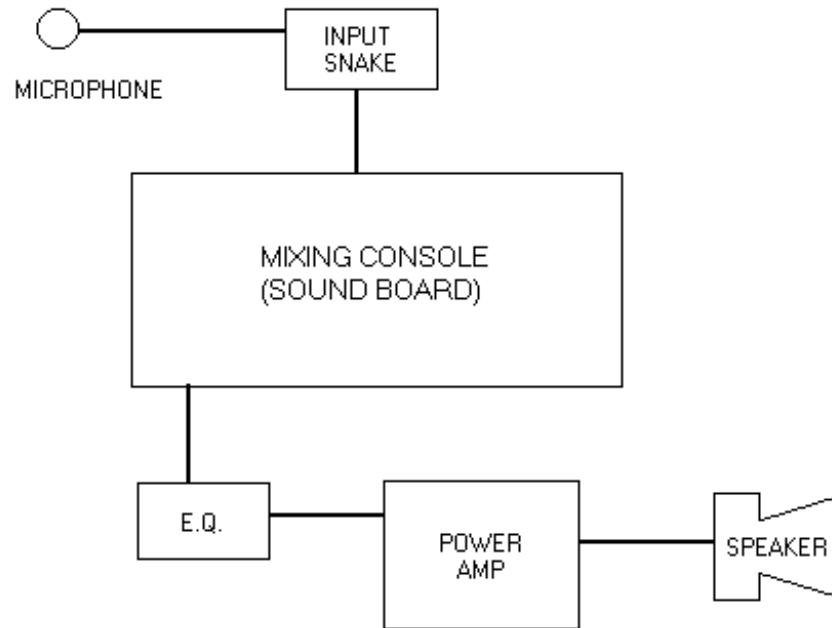 INPUT
SNAKE
MICROPHONE
MIXING CONSOLE
(SOUND BOARD)
E.Q.
POWER
AMP
SPEAKER